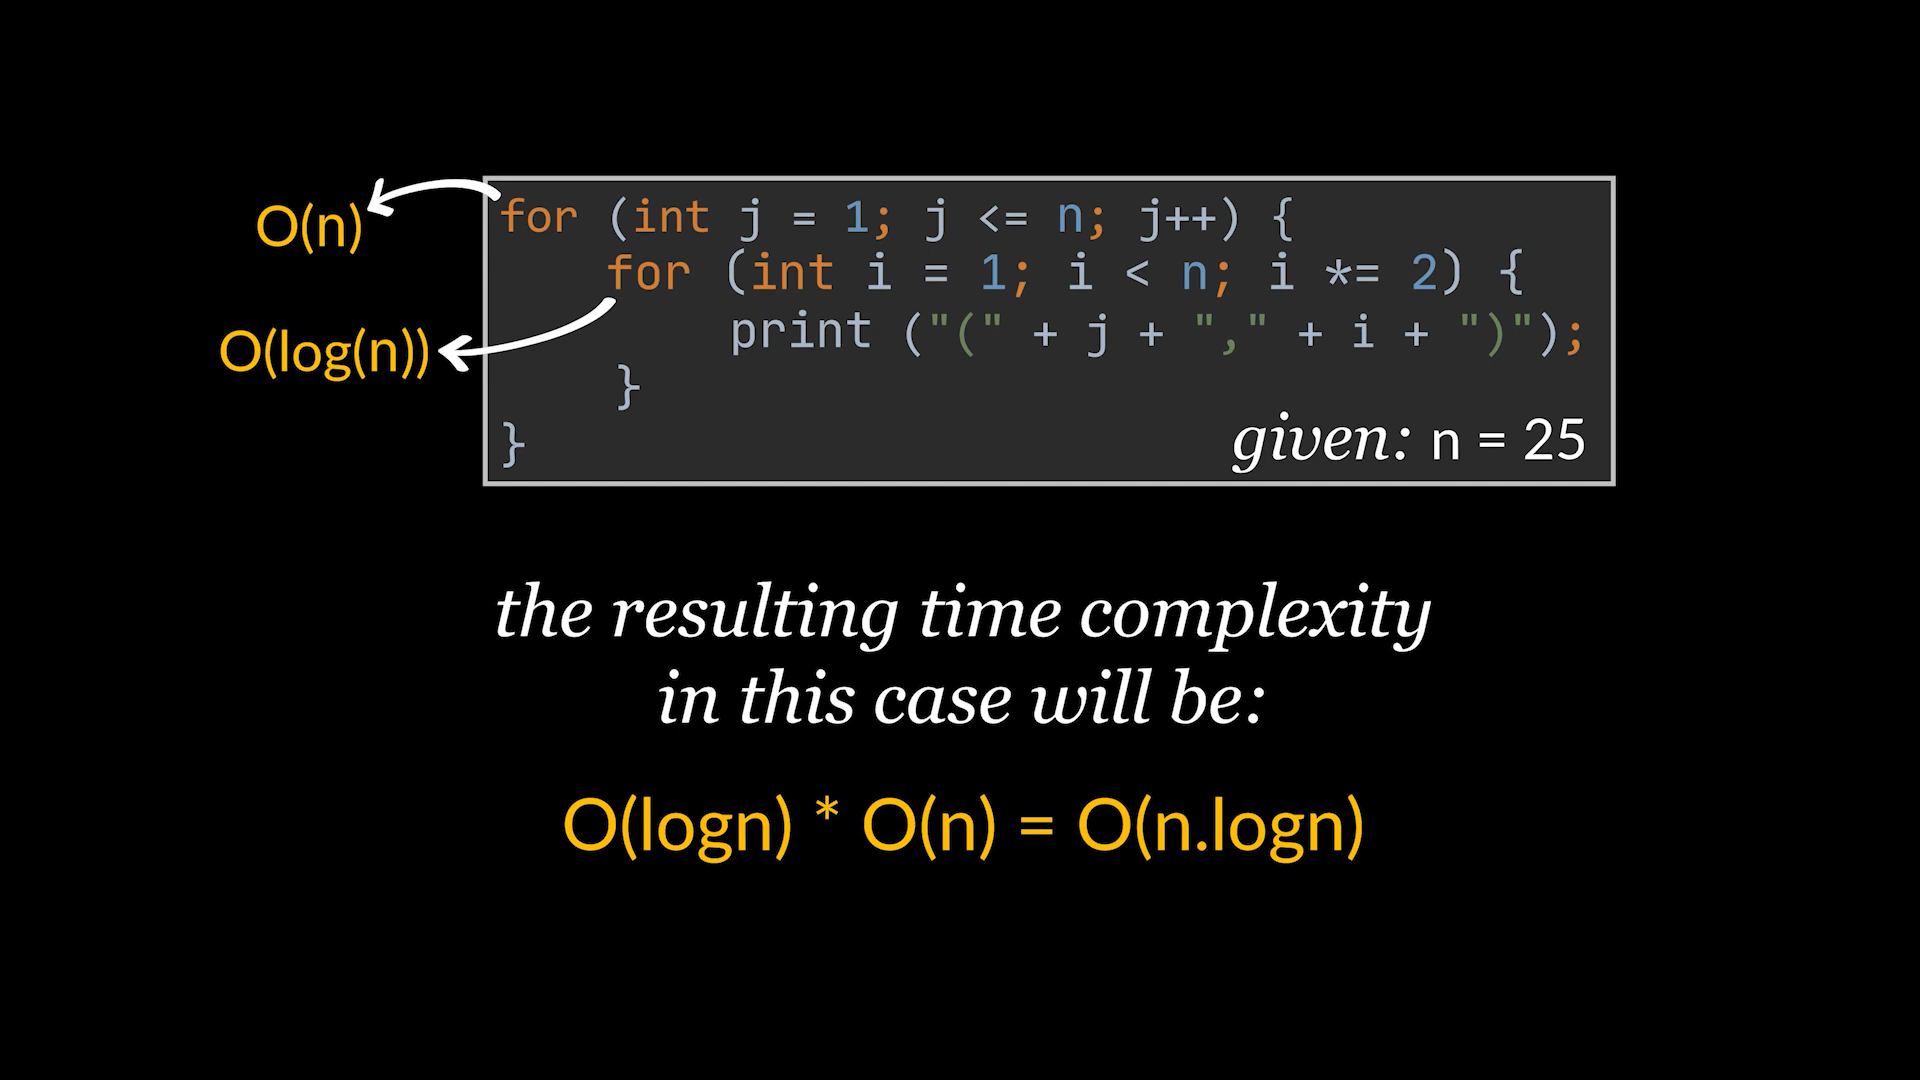 O(n)
for (int j = 1; j <= n; j++) {
for (int i = 1; i < n; i *= 2) {
print ("(" + j + "," + i + ")");
O(log(n))
}
}
given: n = 25
the resulting time complexity
in this case will be:
O(logn) * O(n) = O(n.logn)